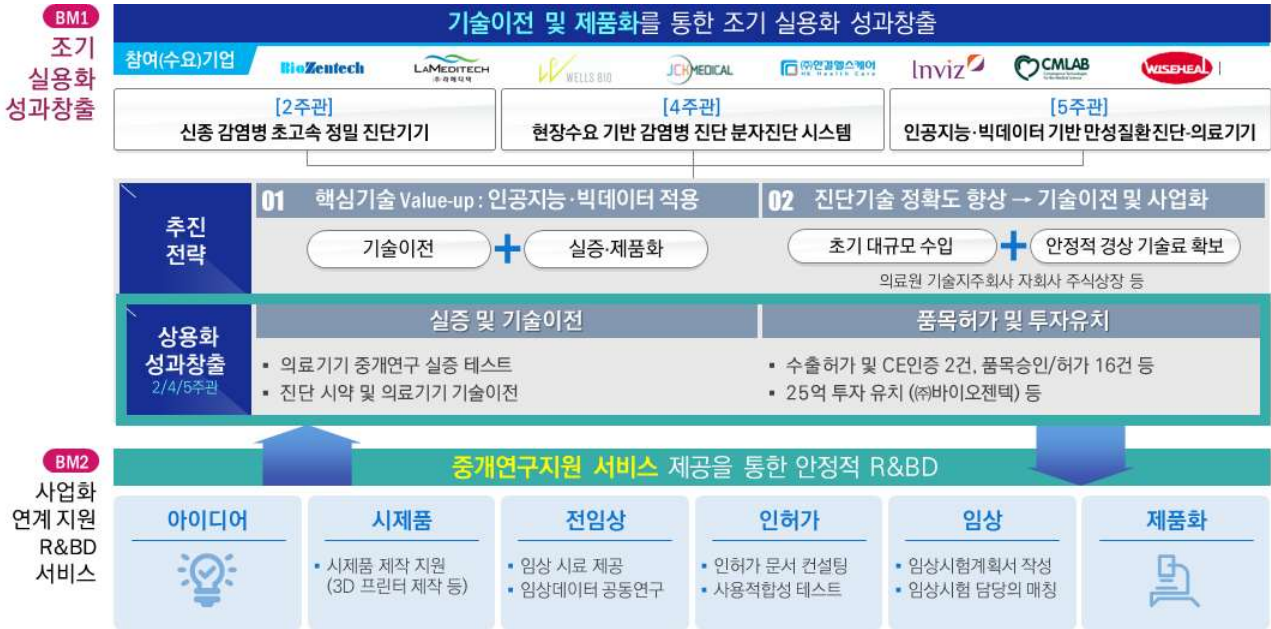 BM1
조기
실용화
성과창출
기술이전 및 제품화를 통한 조기 실용화 성과창출
참여(수요)기업
BioZentech
LAMEDITECH
㈜라메디텍
WELLS BIO
JCKMEDICAL
㈜한결헬스케어
HK Health Care
Inviz
CMLAB
WISEHEAL
[2주관]
신종 감염병 초고속 정밀 진단기기
[4주관]
현장수요 기반 감염병 진단 분자진단 시스템
[5주관]
인공지능·빅데이터 기반 만성질환 진단·의료기기
추진
전략
01 핵심기술 Value-up : 인공지능·빅데이터 적용
기술이전 + 실증·제품화
02 진단기술 정확도 향상 → 기술이전 및 사업화
초기 대규모 수입 + 안정적 경상 기술료 확보
의료원 기술지주회사 자회사 주식상장 등
상용화
성과창출
2/4/5주관
실증 및 기술이전
▪ 의료기기 중개연구 실증 테스트
▪ 진단 시약 및 의료기기 기술이전
품목허가 및 투자유치
▪ 수출허가 및 CE인증 2건, 품목승인/허가 16건 등
▪ 25억 투자 유치 (㈜바이오젠텍) 등
BM2
사업화
연계 지원
R&BD
서비스
중개연구지원 서비스 제공을 통한 안정적 R&BD
아이디어
시제품
▪ 시제품 제작 지원
(3D 프린터 제작 등)
전임상
▪ 임상 시료 제공
▪ 임상데이터 공동연구
인허가
▪ 인허가 문서 컨설팅
▪ 사용적합성 테스트
임상
▪ 임상시험계획서 작성
▪ 임상시험 담당의 매칭
제품화